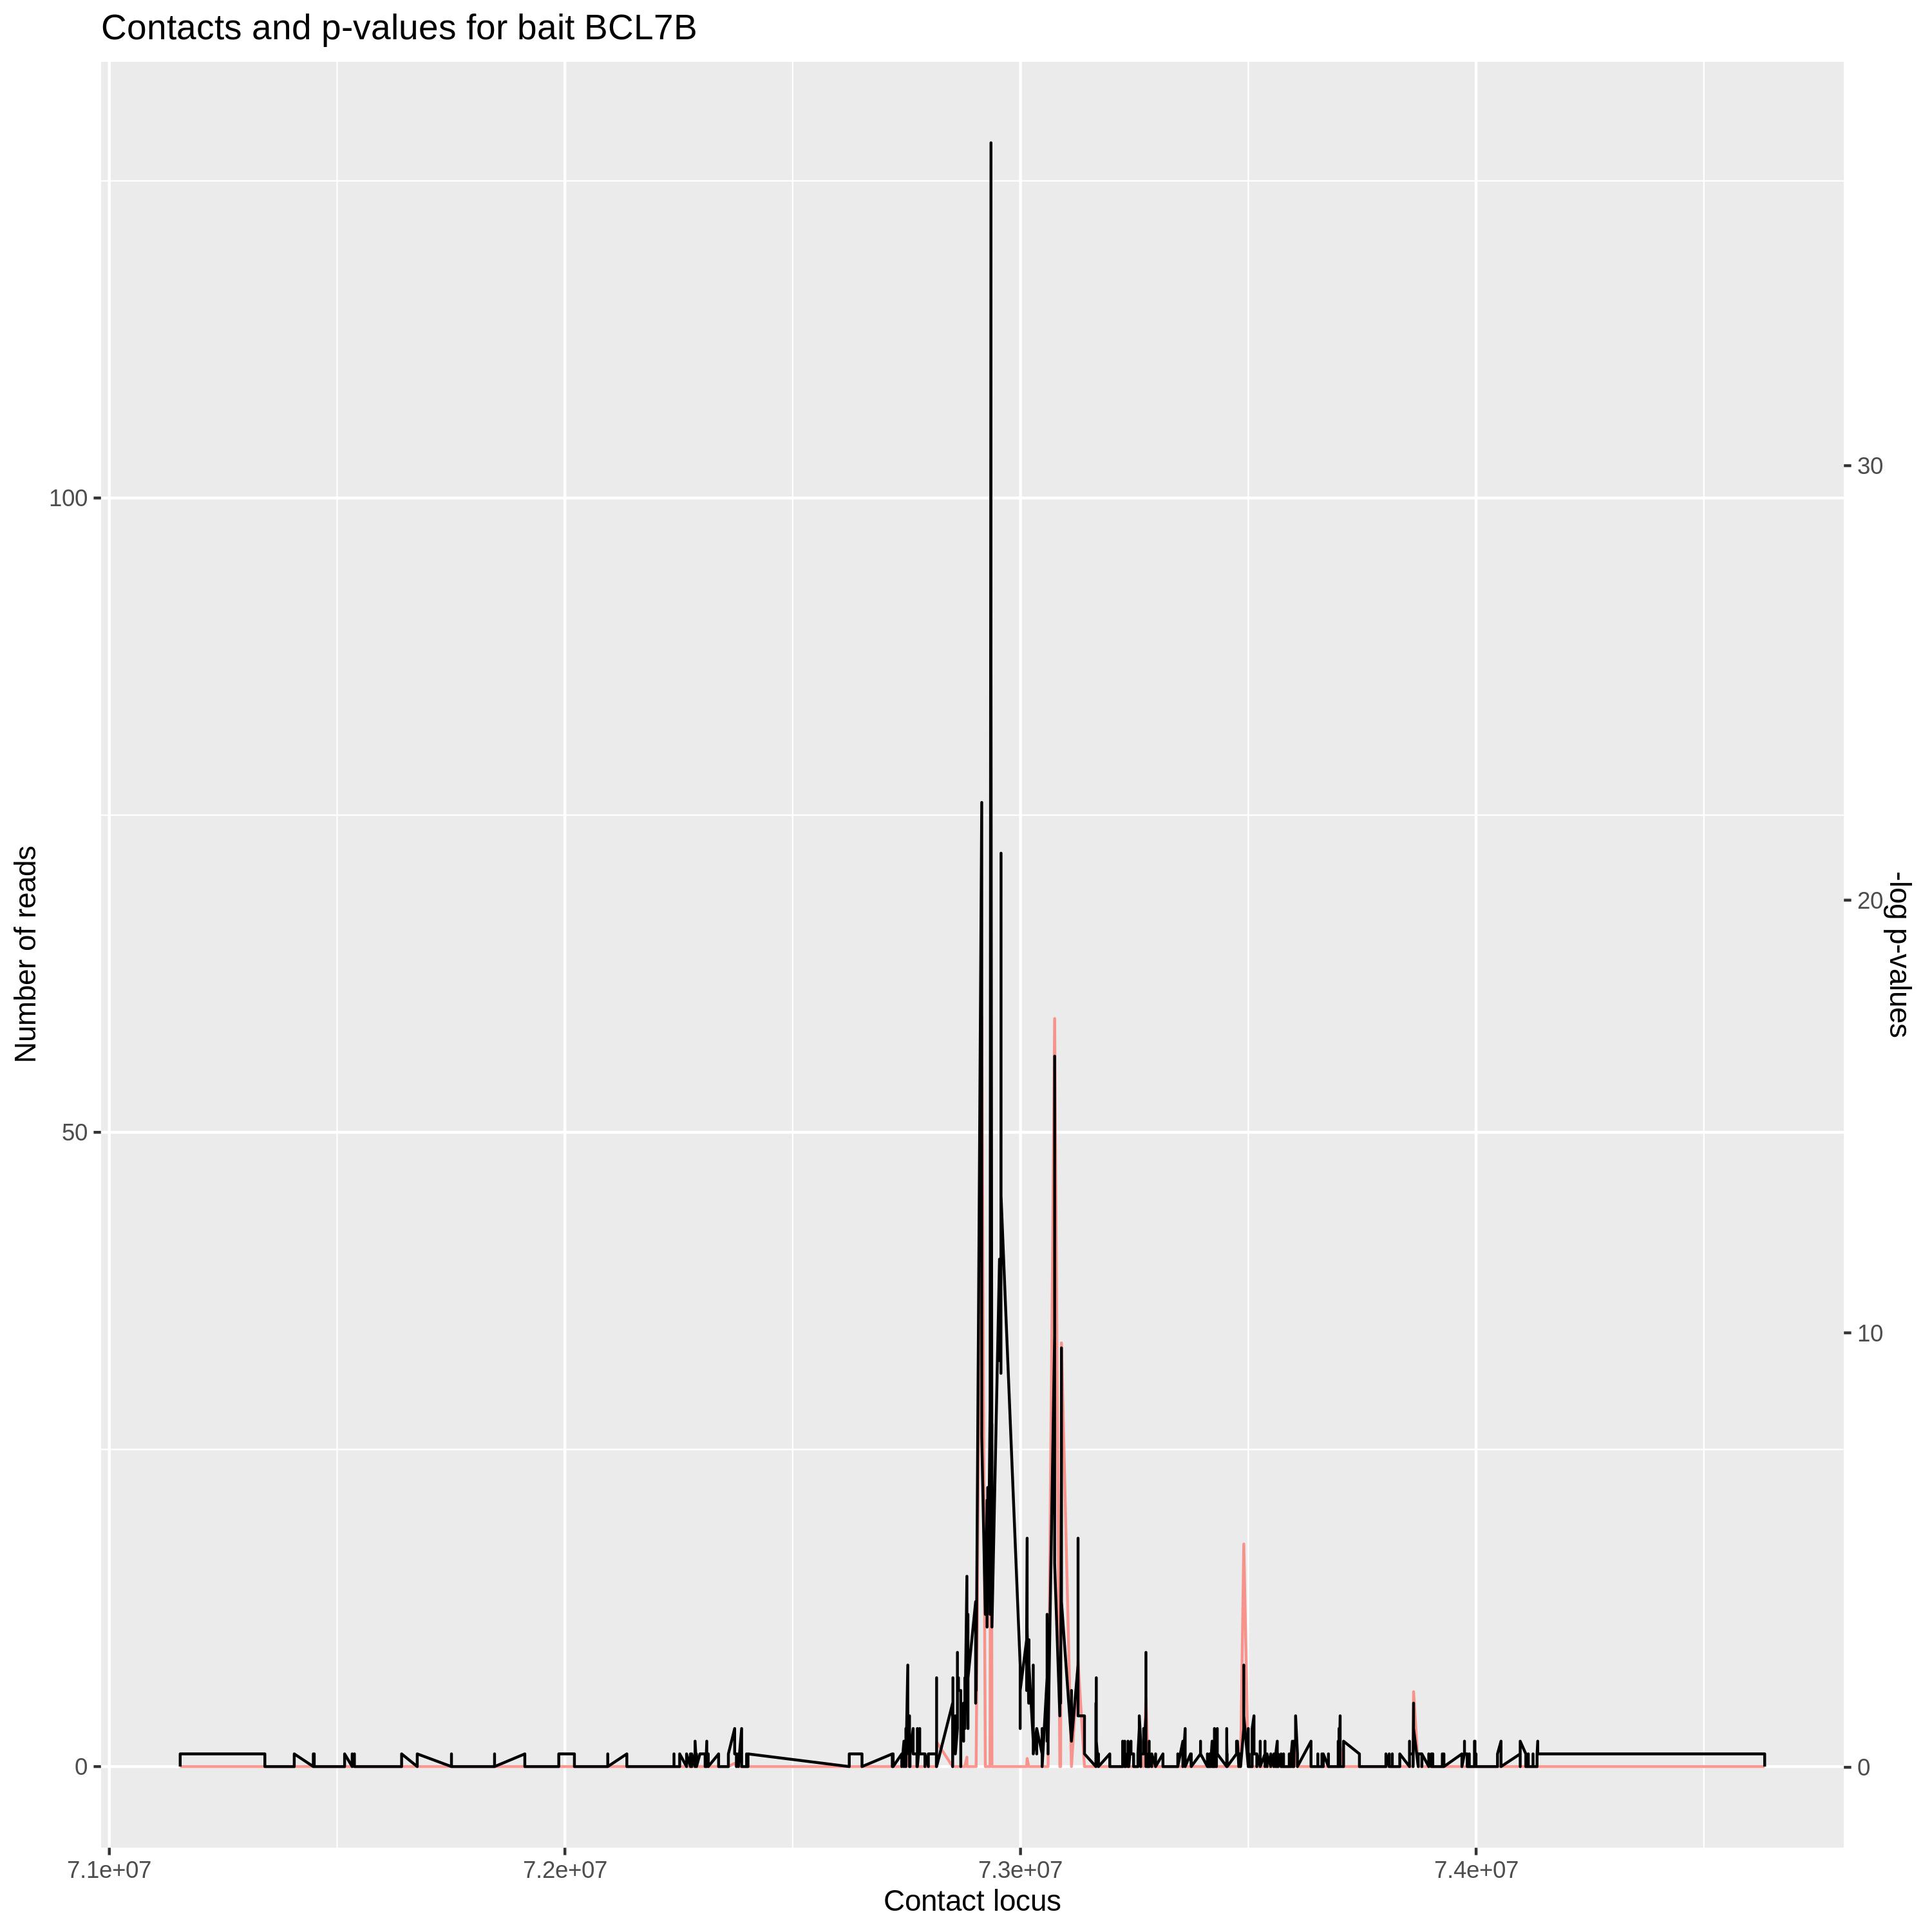 Contacts and p-values for bait BCL7B
100
50
0
Number of reads
30
20
10
0
-log p-values
7.1e+07 7.2e+07 7.3e+07 7.4e+07
Contact locus